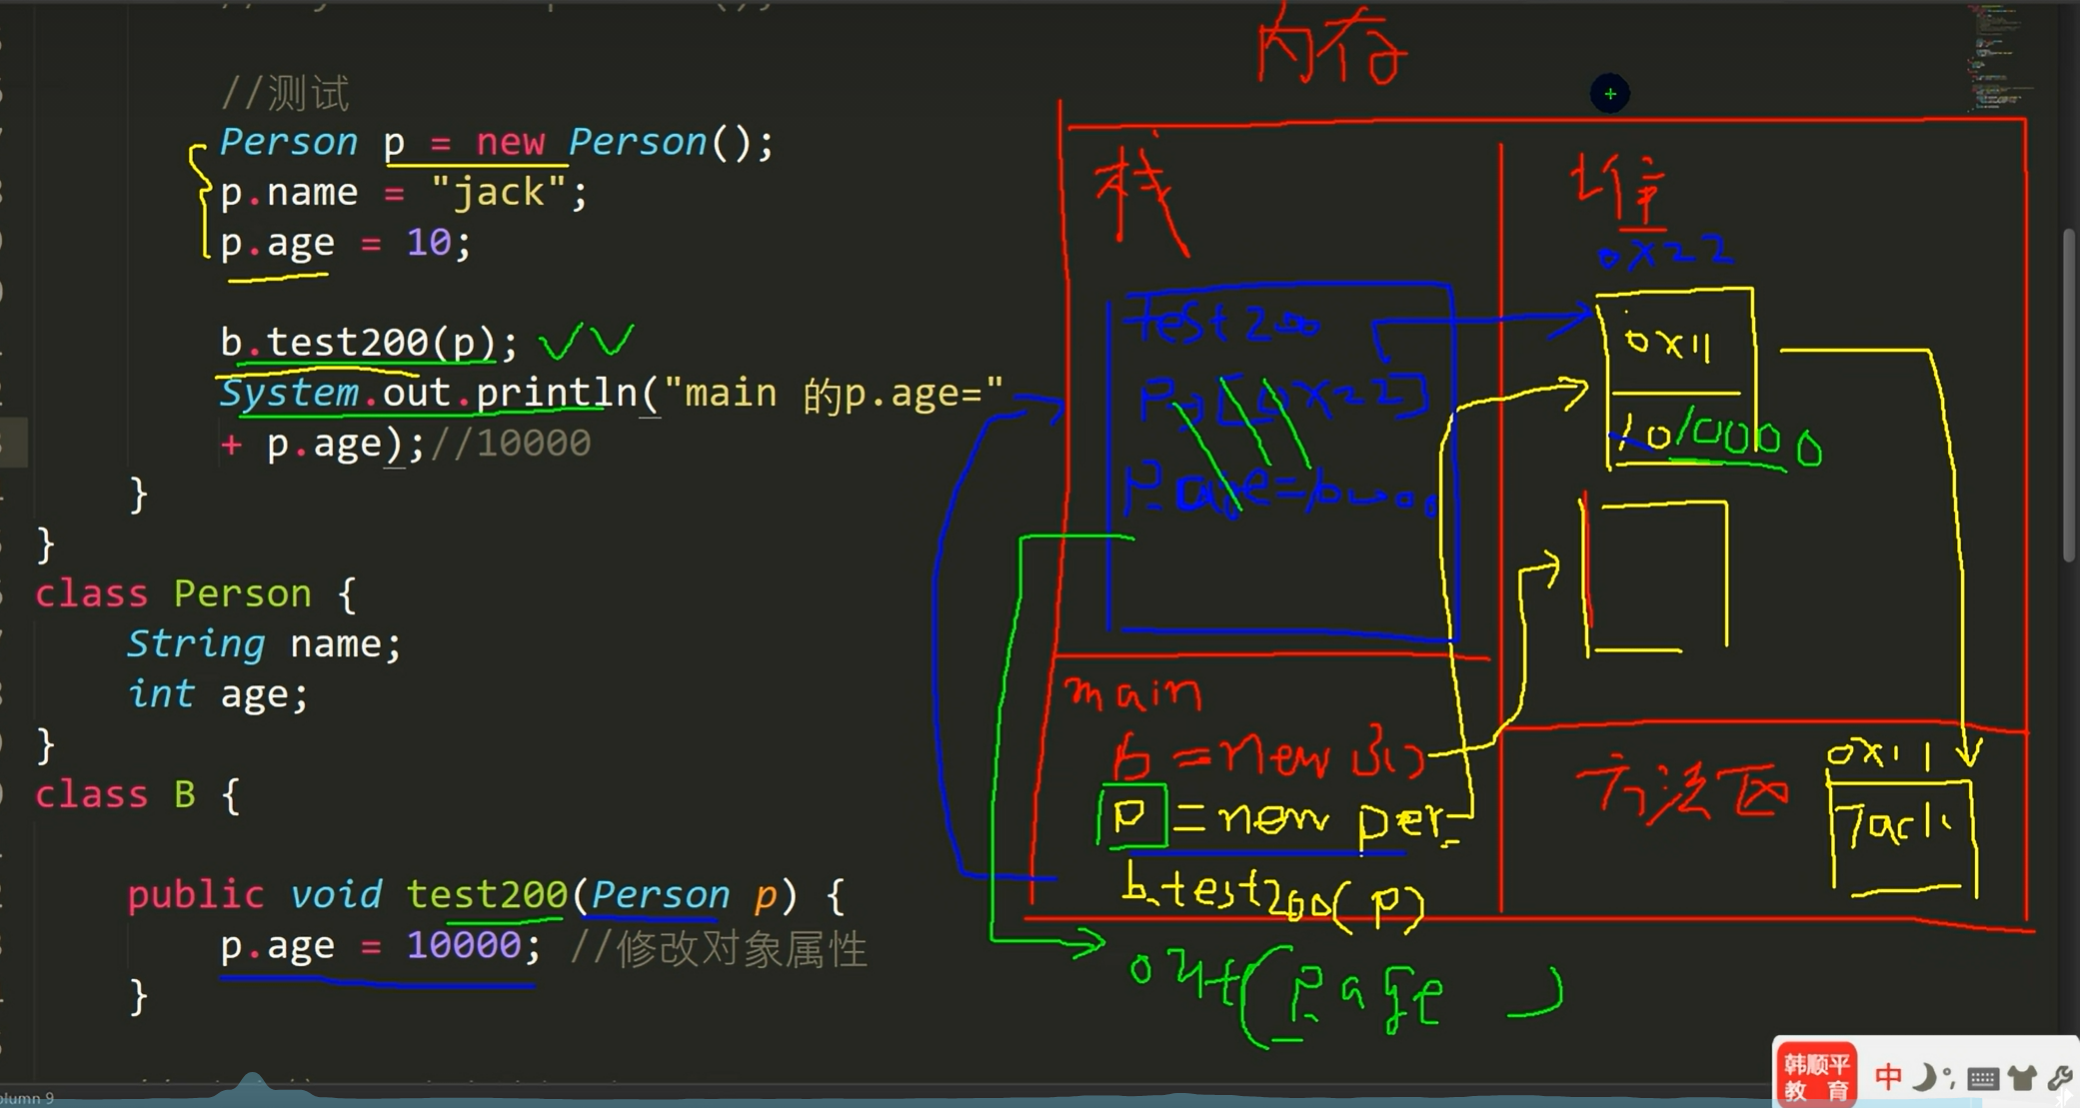 //测试
Person p = new Person();
p.name = "jack";
p.age = 10;
b.test200(p);
System.out.println("main 的p.age="
+ p.age);//10000
}
}
class Person {
String name;
int age;
}
class B {
public void test200(Person p) {
p.age = 10000; //修改对象属性
}
内存
栈
堆
0x22
test200
0x11
p→[0x22]
10
10000
main
b=new B()
p=new per
b.test200(p)
方法区
0x11
Jack
out(p.age )
韩顺平
教育
中
olumn 9